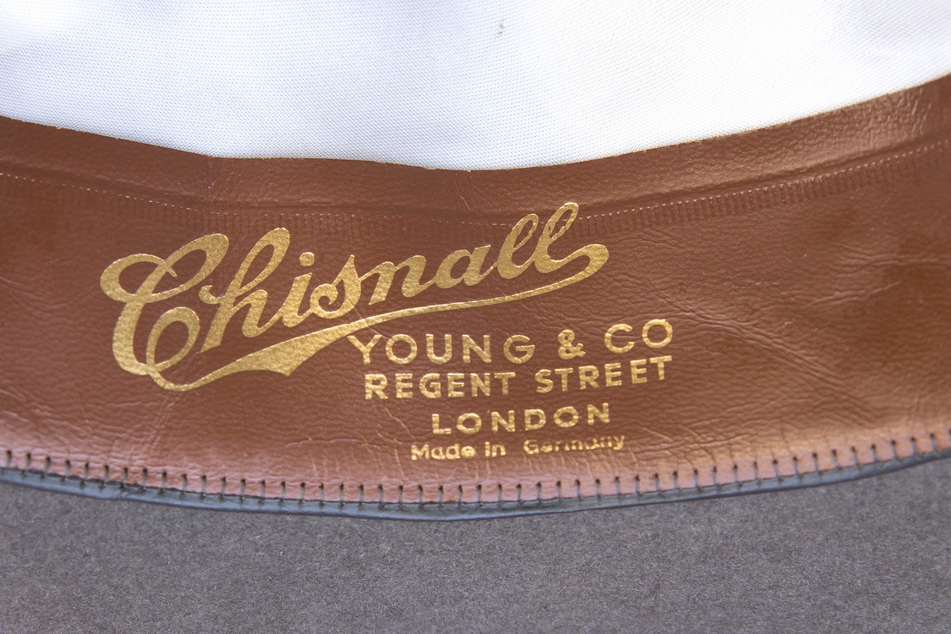 Chisnall
YOUNG & CO
REGENT STREET
LONDON
Made in Germany